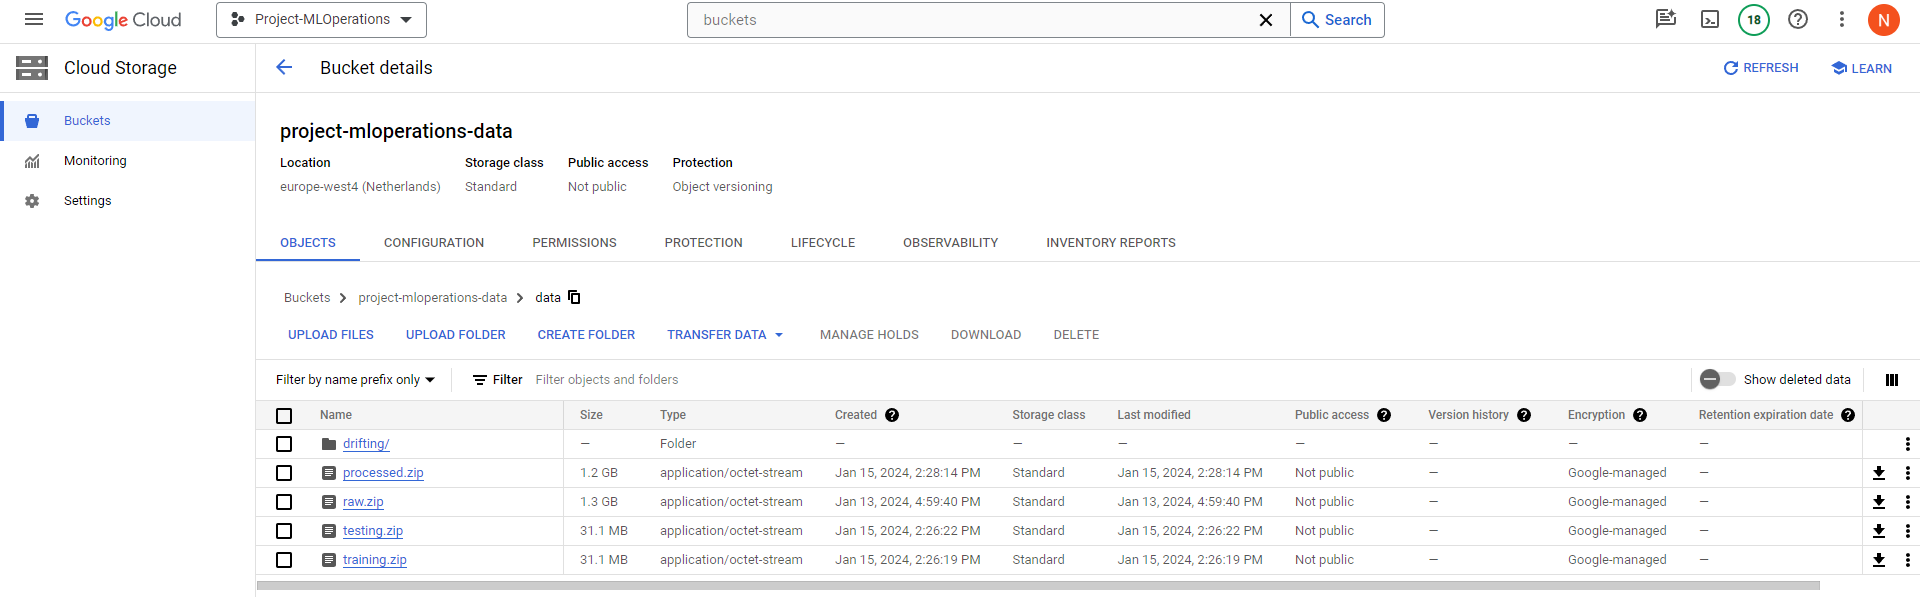 Google Cloud
Project-MLOperations
buckets
Search
18
N
Cloud Storage
Bucket details
REFRESH
LEARN
Buckets
Monitoring
Settings
project-mloperations-data
Location Storage class Public access Protection
europe-west4 (Netherlands) Standard Not public Object versioning
OBJECTS CONFIGURATION PERMISSIONS PROTECTION LIFECYCLE OBSERVABILITY INVENTORY REPORTS
Buckets > project-mloperations-data > data
UPLOAD FILES UPLOAD FOLDER CREATE FOLDER TRANSFER DATA MANAGE HOLDS DOWNLOAD DELETE
Filter by name prefix only Filter Filter objects and folders Show deleted data
Name Size Type Created Storage class Last modified Public access Version history Encryption Retention expiration date
drifting/ — Folder — — — — — — —
processed.zip 1.2 GB application/octet-stream Jan 15, 2024, 2:28:14 PM Standard Jan 15, 2024, 2:28:14 PM Not public — Google-managed —
raw.zip 1.3 GB application/octet-stream Jan 13, 2024, 4:59:40 PM Standard Jan 13, 2024, 4:59:40 PM Not public — Google-managed —
testing.zip 31.1 MB application/octet-stream Jan 15, 2024, 2:26:22 PM Standard Jan 15, 2024, 2:26:22 PM Not public — Google-managed —
training.zip 31.1 MB application/octet-stream Jan 15, 2024, 2:26:19 PM Standard Jan 15, 2024, 2:26:19 PM Not public — Google-managed —